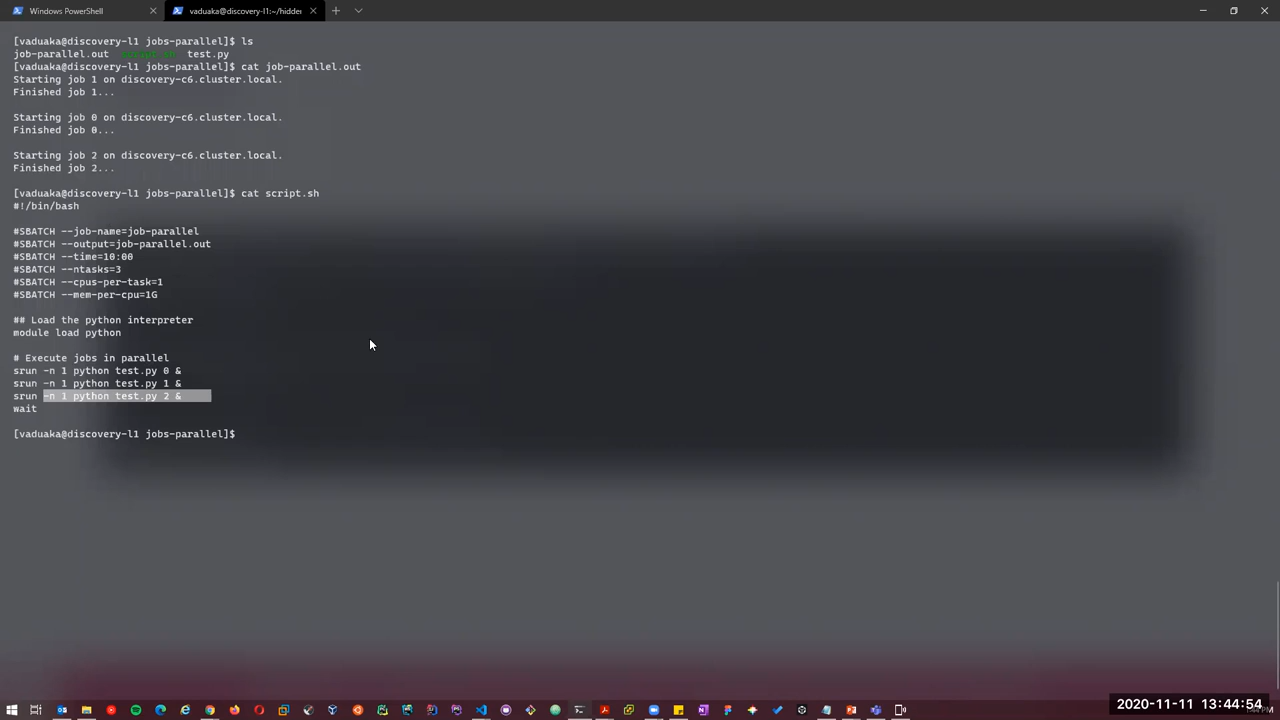 Windows PowerShell
vaduaka@discovery-l1:~/hidden
[vaduaka@discovery-l1 jobs-parallel]$ ls
job-parallel.out script.sh test.py
[vaduaka@discovery-l1 jobs-parallel]$ cat job-parallel.out
Starting job 1 on discovery-c6.cluster.local.
Finished job 1...
Starting job 0 on discovery-c6.cluster.local.
Finished job 0...
Starting job 2 on discovery-c6.cluster.local.
Finished job 2...
[vaduaka@discovery-l1 jobs-parallel]$ cat script.sh
#!/bin/bash
#SBATCH --job-name=job-parallel
#SBATCH --output=job-parallel.out
#SBATCH --time=10:00
#SBATCH --ntasks=3
#SBATCH --cpus-per-task=1
#SBATCH --mem-per-cpu=1G
## Load the python interpreter
module load python
# Execute jobs in parallel
srun -n 1 python test.py 0 &
srun -n 1 python test.py 1 &
srun -n 1 python test.py 2 &
wait
[vaduaka@discovery-l1 jobs-parallel]$
2020-11-11 13:44:54